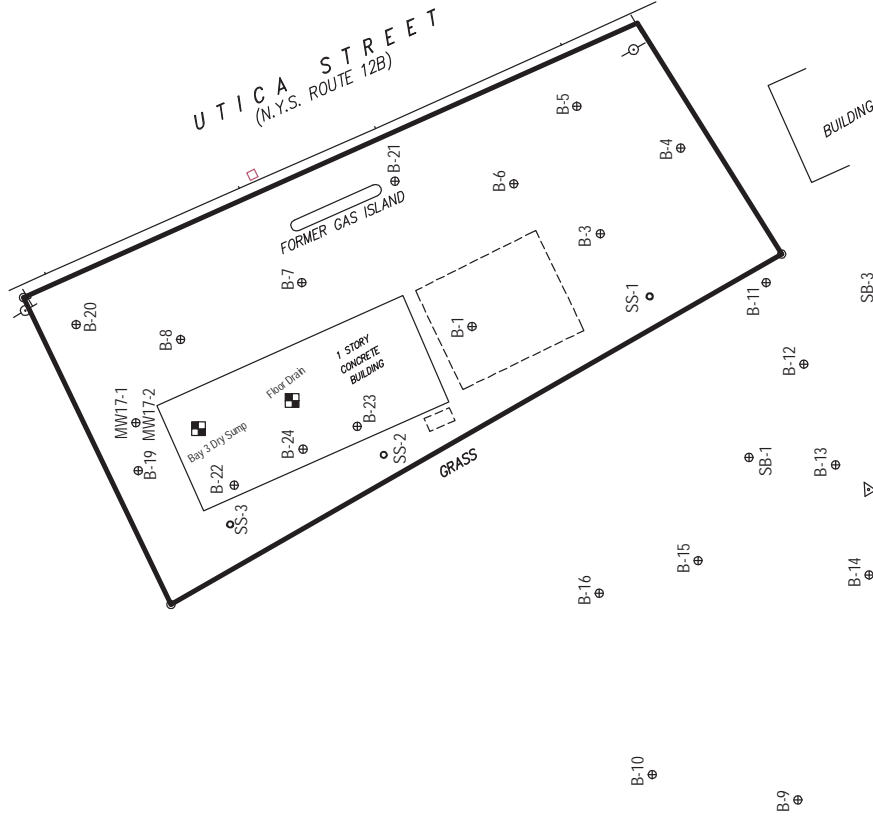 UTICA STREET
(N.Y.S. ROUTE 12B)
BUILDING
B-5
B-4
B-21
B-6
FORMER GAS ISLAND
B-3
B-7
SS-1
B-11
SB-3
B-20
B-8
B-1
1 STORY
CONCRETE
BUILDING
B-12
Floor Drain
MW17-1
MW17-2
B-23
Bay 3 Dry Sump
B-24
SS-2
GRASS
B-19
B-22
SB-1
B-13
SS-3
B-15
B-14
B-16
B-10
B-9